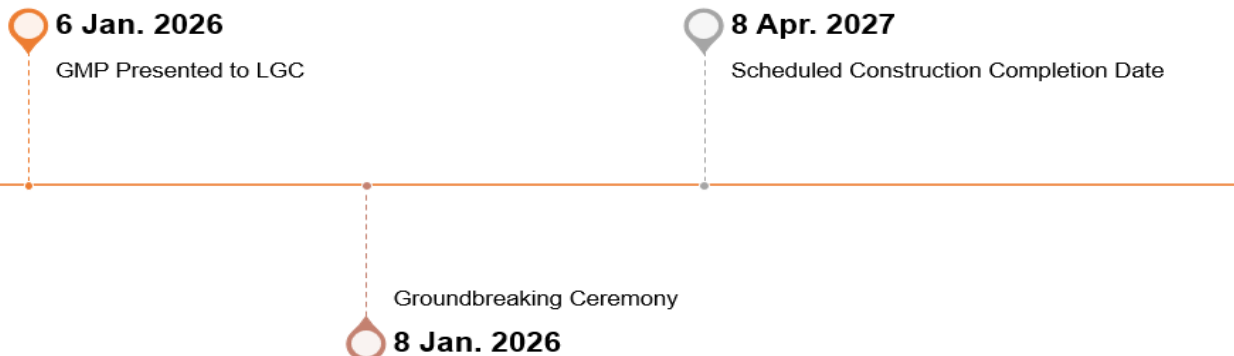 6 Jan. 2026
GMP Presented to LGC
8 Apr. 2027
Scheduled Construction Completion Date
Groundbreaking Ceremony
8 Jan. 2026